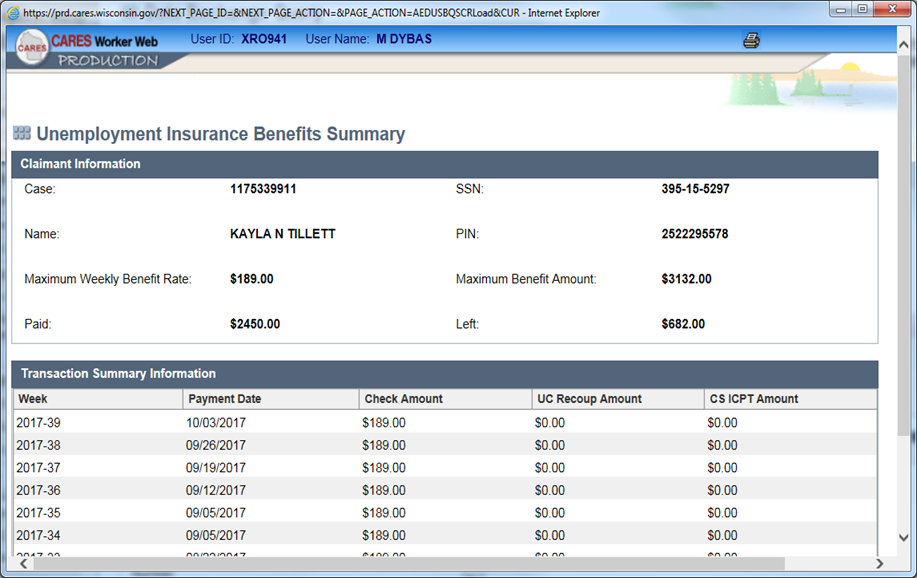 https://prd.cares.wisconsin.gov/?NEXT_PAGE_ID=&NEXT_PAGE_ACTION=&PAGE_ACTION=AEDUSBQSCRLoad&CUR - Internet Explorer
CARES CARES Worker Web User ID: XRO941 User Name: M DYBAS
PRODUCTION
Unemployment Insurance Benefits Summary
Claimant Information
Case: 1175339911 SSN: 395-15-5297
Name: KAYLA N TILLETT PIN: 2522295578
Maximum Weekly Benefit Rate: $189.00 Maximum Benefit Amount: $3132.00
Paid: $2450.00 Left: $682.00
Transaction Summary Information
Week Payment Date Check Amount UC Recoup Amount CS ICPT Amount
2017-39 10/03/2017 $189.00 $0.00 $0.00
2017-38 09/26/2017 $189.00 $0.00 $0.00
2017-37 09/19/2017 $189.00 $0.00 $0.00
2017-36 09/12/2017 $189.00 $0.00 $0.00
2017-35 09/05/2017 $189.00 $0.00 $0.00
2017-34 09/05/2017 $189.00 $0.00 $0.00